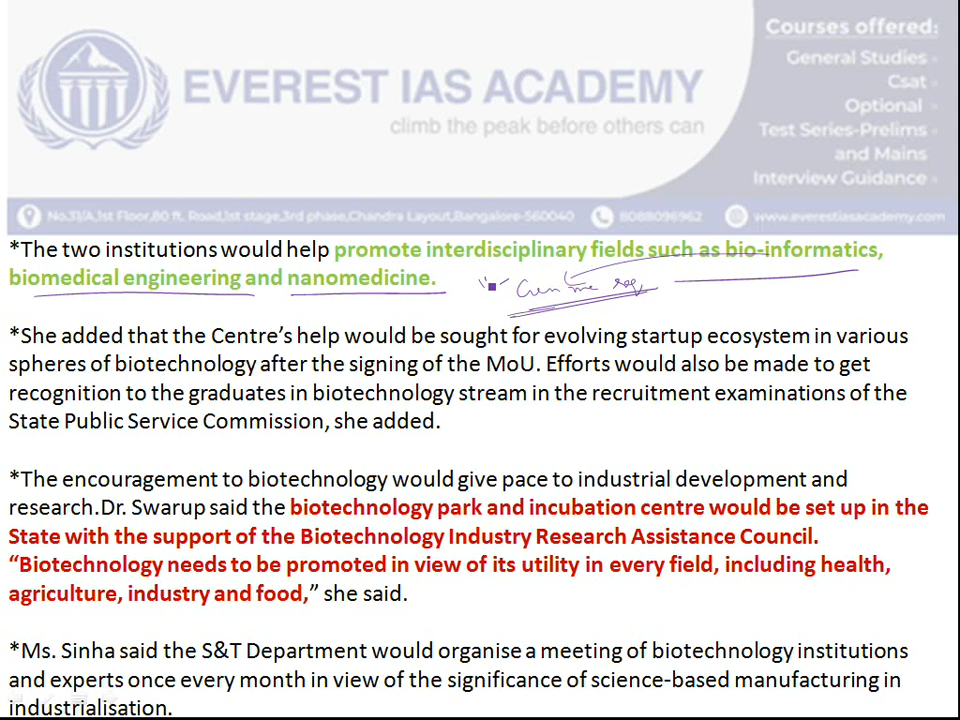 Courses offered:
General Studies
Csat
Optional
Test Series-Prelims
and Mains
Interview Guidance
EVEREST IAS ACADEMY
climb the peak before others can
No.31/A,1st Floor,80 ft. Road,1st stage,3rd phase,Chandra Layout,Bangalore-560040 8088096962 www.everestiasacademy.com
*The two institutions would help promote interdisciplinary fields such as bio-informatics,
biomedical engineering and nanomedicine.
*She added that the Centre’s help would be sought for evolving startup ecosystem in various
spheres of biotechnology after the signing of the MoU. Efforts would also be made to get
recognition to the graduates in biotechnology stream in the recruitment examinations of the
State Public Service Commission, she added.
*The encouragement to biotechnology would give pace to industrial development and
research.Dr. Swarup said the biotechnology park and incubation centre would be set up in the
State with the support of the Biotechnology Industry Research Assistance Council.
“Biotechnology needs to be promoted in view of its utility in every field, including health,
agriculture, industry and food,” she said.
*Ms. Sinha said the S&T Department would organise a meeting of biotechnology institutions
and experts once every month in view of the significance of science-based manufacturing in
industrialisation.